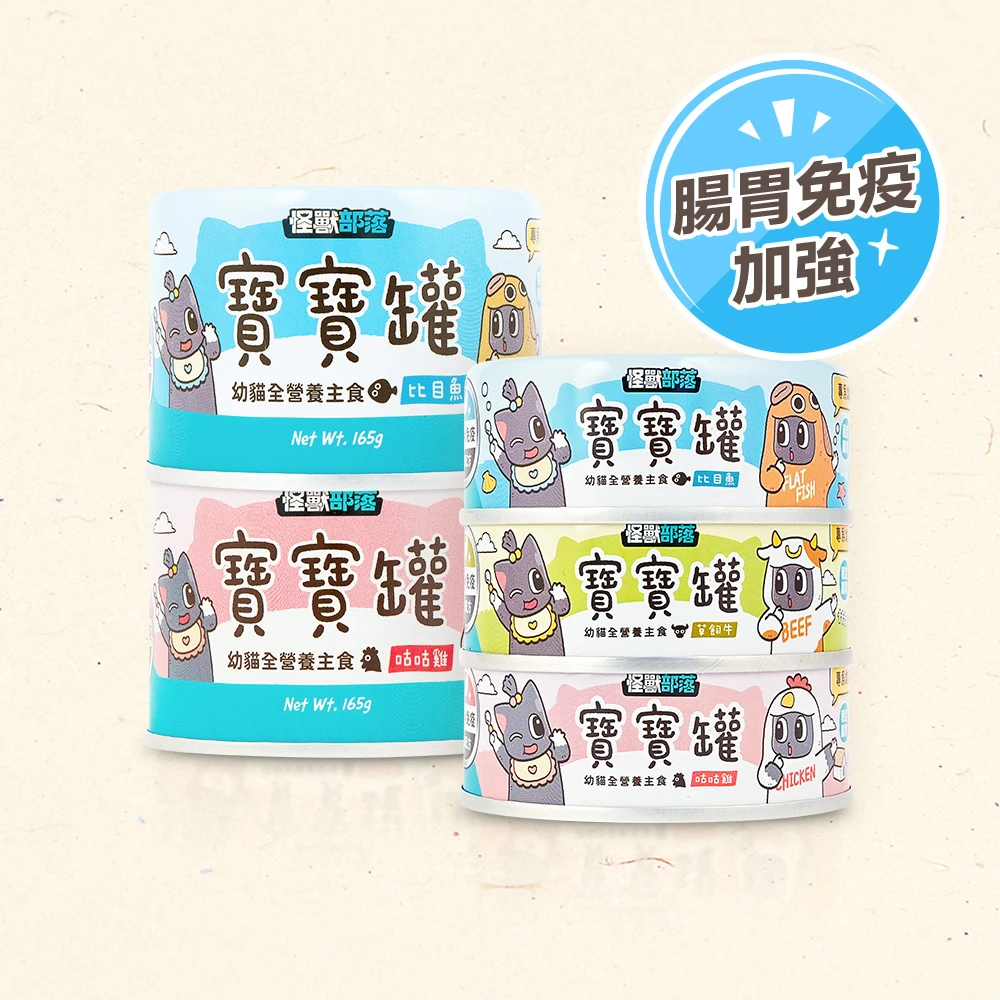 腸胃免疫
加強
怪獸部落
寶寶罐
幼貓全營養主食 比目魚
Net Wt. 165g
怪獸部落
寶寶罐
幼貓全營養主食 咕咕雞
Net Wt. 165g
怪獸部落
寶寶罐
幼貓全營養主食 比目魚
FLAT
FISH
怪獸部落
寶寶罐
幼貓全營養主食 草飼牛
BEEF
怪獸部落
寶寶罐
幼貓全營養主食 咕咕雞
CHICKEN